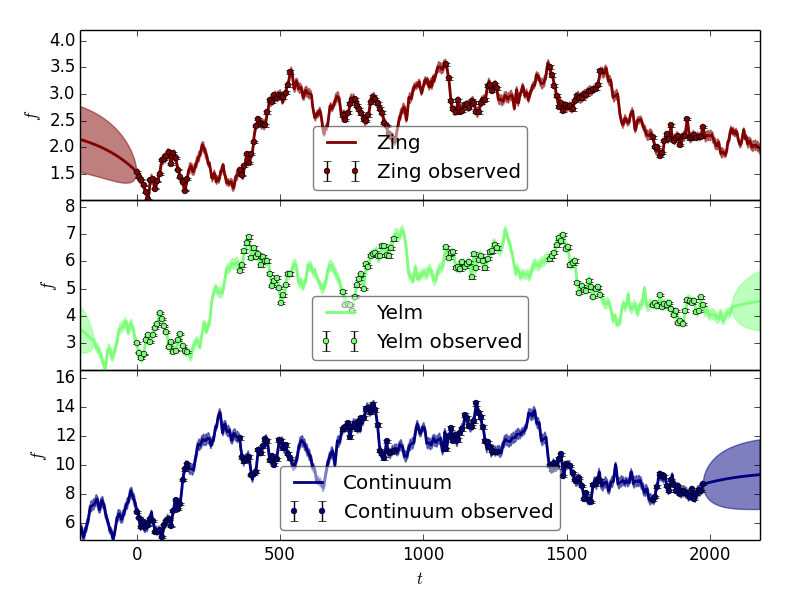 4.0
3.5
3.0
2.5
2.0
1.5
f
Zing
Zing observed
8
7
6
5
4
3
f
Yelm
Yelm observed
16
14
12
10
8
6
f
Continuum
Continuum observed
0 500 1000 1500 2000
t